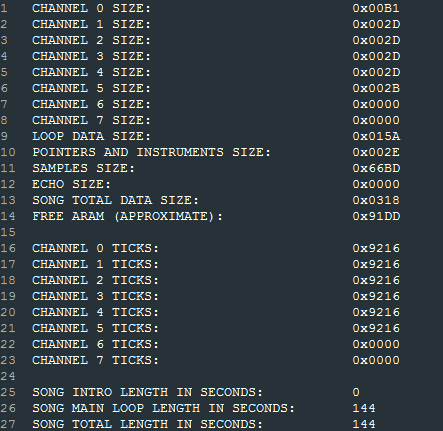 1 CHANNEL 0 SIZE: 0x00B1
2 CHANNEL 1 SIZE: 0x002D
3 CHANNEL 2 SIZE: 0x002D
4 CHANNEL 3 SIZE: 0x002D
5 CHANNEL 4 SIZE: 0x002D
6 CHANNEL 5 SIZE: 0x002B
7 CHANNEL 6 SIZE: 0x0000
8 CHANNEL 7 SIZE: 0x0000
9 LOOP DATA SIZE: 0x015A
10 POINTERS AND INSTRUMENTS SIZE: 0x002E
11 SAMPLES SIZE: 0x66BD
12 ECHO SIZE: 0x0000
13 SONG TOTAL DATA SIZE: 0x0318
14 FREE ARAM (APPROXIMATE): 0x91DD
15
16 CHANNEL 0 TICKS: 0x9216
17 CHANNEL 1 TICKS: 0x9216
18 CHANNEL 2 TICKS: 0x9216
19 CHANNEL 3 TICKS: 0x9216
20 CHANNEL 4 TICKS: 0x9216
21 CHANNEL 5 TICKS: 0x9216
22 CHANNEL 6 TICKS: 0x0000
23 CHANNEL 7 TICKS: 0x0000
24
25 SONG INTRO LENGTH IN SECONDS: 0
26 SONG MAIN LOOP LENGTH IN SECONDS: 144
27 SONG TOTAL LENGTH IN SECONDS: 144